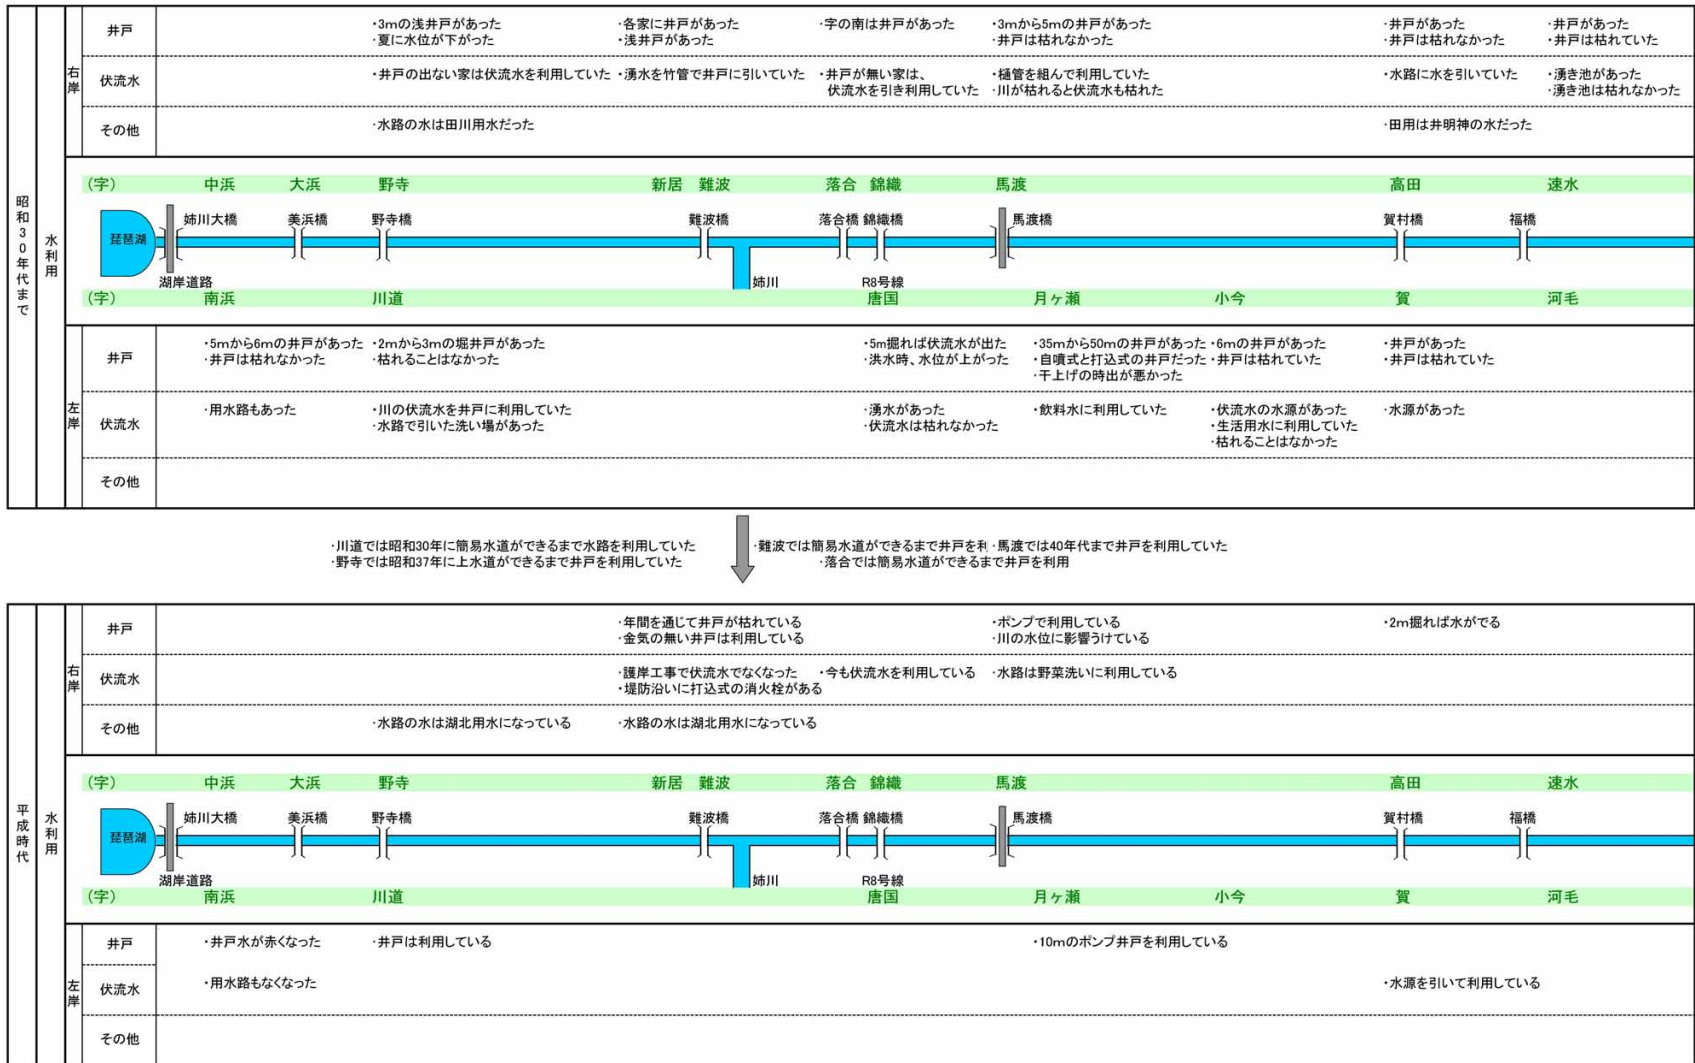 昭和30年代まで
水利用
右岸
井戸
・3mの浅井戸があった
・夏に水位が下がった
・各家に井戸があった
・浅井戸があった
・字の南は井戸があった
・3mから5mの井戸があった
・井戸は枯れなかった
・井戸があった
・井戸は枯れなかった
・井戸があった
・井戸は枯れていた
伏流水
・井戸の出ない家は伏流水を利用していた
・湧水を竹管で井戸に引いていた
・井戸が無い家は、
伏流水を引き利用していた
・樋管を組んで利用していた
・川が枯れると伏流水も枯れた
・水路に水を引いていた
・湧き池があった
・湧き池は枯れなかった
その他
・水路の水は田川用水だった
・田用は井明神の水だった
(字) 中浜 大浜 野寺 新居 難波 落合 錦織 馬渡 高田 速水
姉川大橋 美浜橋 野寺橋 難波橋 落合橋 錦織橋 馬渡橋 賀村橋 福橋
琵琶湖
湖岸道路 姉川 R8号線
(字) 南浜 川道 唐国 月ヶ瀬 小今 賀 河毛
左岸
井戸
・5mから6mの井戸があった
・井戸は枯れなかった
・2mから3mの堀井戸があった
・枯れることはなかった
・5m掘れば伏流水が出た
・洪水時、水位が上がった
・35mから50mの井戸があった
・自噴式と打込式の井戸だった
・干上げの時出が悪かった
・6mの井戸があった
・井戸は枯れていた
・井戸があった
・井戸は枯れていた
伏流水
・用水路もあった
・川の伏流水を井戸に利用していた
・水路で引いた洗い場があった
・湧水があった
・伏流水は枯れなかった
・飲料水に利用していた
・伏流水の水源があった
・生活用水に利用していた
・枯れることはなかった
・水源があった
その他
・川道では昭和30年に簡易水道ができるまで水路を利用していた
・野寺では昭和37年に上水道ができるまで井戸を利用していた
・難波では簡易水道ができるまで井戸を利
・馬渡では40年代まで井戸を利用していた
・落合では簡易水道ができるまで井戸を利用
平成時代
水利用
右岸
井戸
・年間を通じて井戸が枯れている
・金気の無い井戸は利用している
・ポンプで利用している
・川の水位に影響うけている
・2m掘れば水がでる
伏流水
・護岸工事で伏流水でなくなった
・堤防沿いに打込式の消火栓がある
・今も伏流水を利用している
・水路は野菜洗いに利用している
その他
・水路の水は湖北用水になっている
・水路の水は湖北用水になっている
(字) 中浜 大浜 野寺 新居 難波 落合 錦織 馬渡 高田 速水
姉川大橋 美浜橋 野寺橋 難波橋 落合橋 錦織橋 馬渡橋 賀村橋 福橋
琵琶湖
湖岸道路 姉川 R8号線
(字) 南浜 川道 唐国 月ヶ瀬 小今 賀 河毛
左岸
井戸
・井戸水が赤くなった
・井戸は利用している
・10mのポンプ井戸を利用している
伏流水
・用水路もなくなった
・水源を引いて利用している
その他